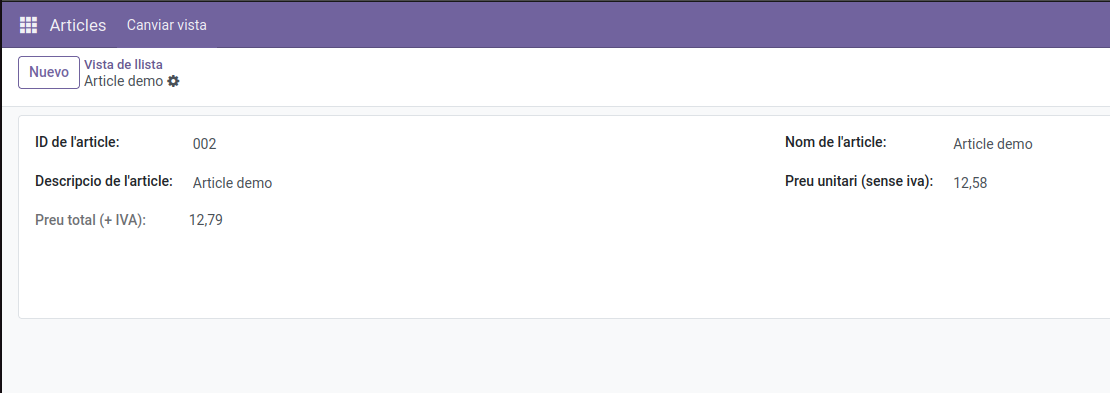 Articles Canviar vista
Nuevo
Vista de llista
Article demo
ID de l'article: 002 Nom de l'article: Article demo
Descripcio de l'article: Article demo Preu unitari (sense iva): 12,58
Preu total (+ IVA): 12,79